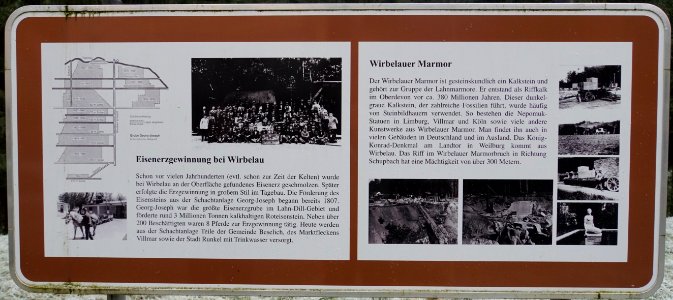 Eisenerzgewinnung bei Wirbelau
Schon vor vielen Jahrhunderten (evtl. schon zur Zeit der Kelten) wurde
bei Wirbelau an der Oberfläche gefundenes Eisenerz geschmolzen. Später
erfolgte die Erzgewinnung in großem Stil im Tagebau. Die Förderung des
Eisensteins aus der Schachtanlage Georg-Joseph begann bereits 1807.
Georg-Joseph war die größte Eisenerzgrube im Lahn-Dill-Gebiet und
förderte rund 3 Millionen Tonnen kalkhaltigen Roteisenstein. Neben über
200 Beschäftigten waren 8 Pferde zur Erzgewinnung tätig. Heute werden
aus der Schachtanlage Teile der Gemeinde Beselich, des Marktfleckens
Villmar sowie der Stadt Runkel mit Trinkwasser versorgt.
Wirbelauer Marmor
Der Wirbelauer Marmor ist gesteinskundlich ein Kalkstein und
gehört zur Gruppe der Lahnmarmore. Er entstand als Riffkalk
im Oberdevon vor ca. 380 Millionen Jahren. Dieser dunkel-
graue Kalkstein, der zahlreiche Fossilien führt, wurde häufig
von Steinbildhauern verwendet. So bestehen die Nepomuk-
Statuen in Limburg, Villmar und Köln sowie viele andere
Kunstwerke aus Wirbelauer Marmor. Man findet ihn auch in
vielen Gebäuden in Deutschland und im Ausland. Das König-
Konrad-Denkmal am Landtor in Weilburg kommt aus
Wirbelau. Das Riff im Wirbelauer Marmorbruch in Richtung
Schupbach hat eine Mächtigkeit von über 300 Metern.